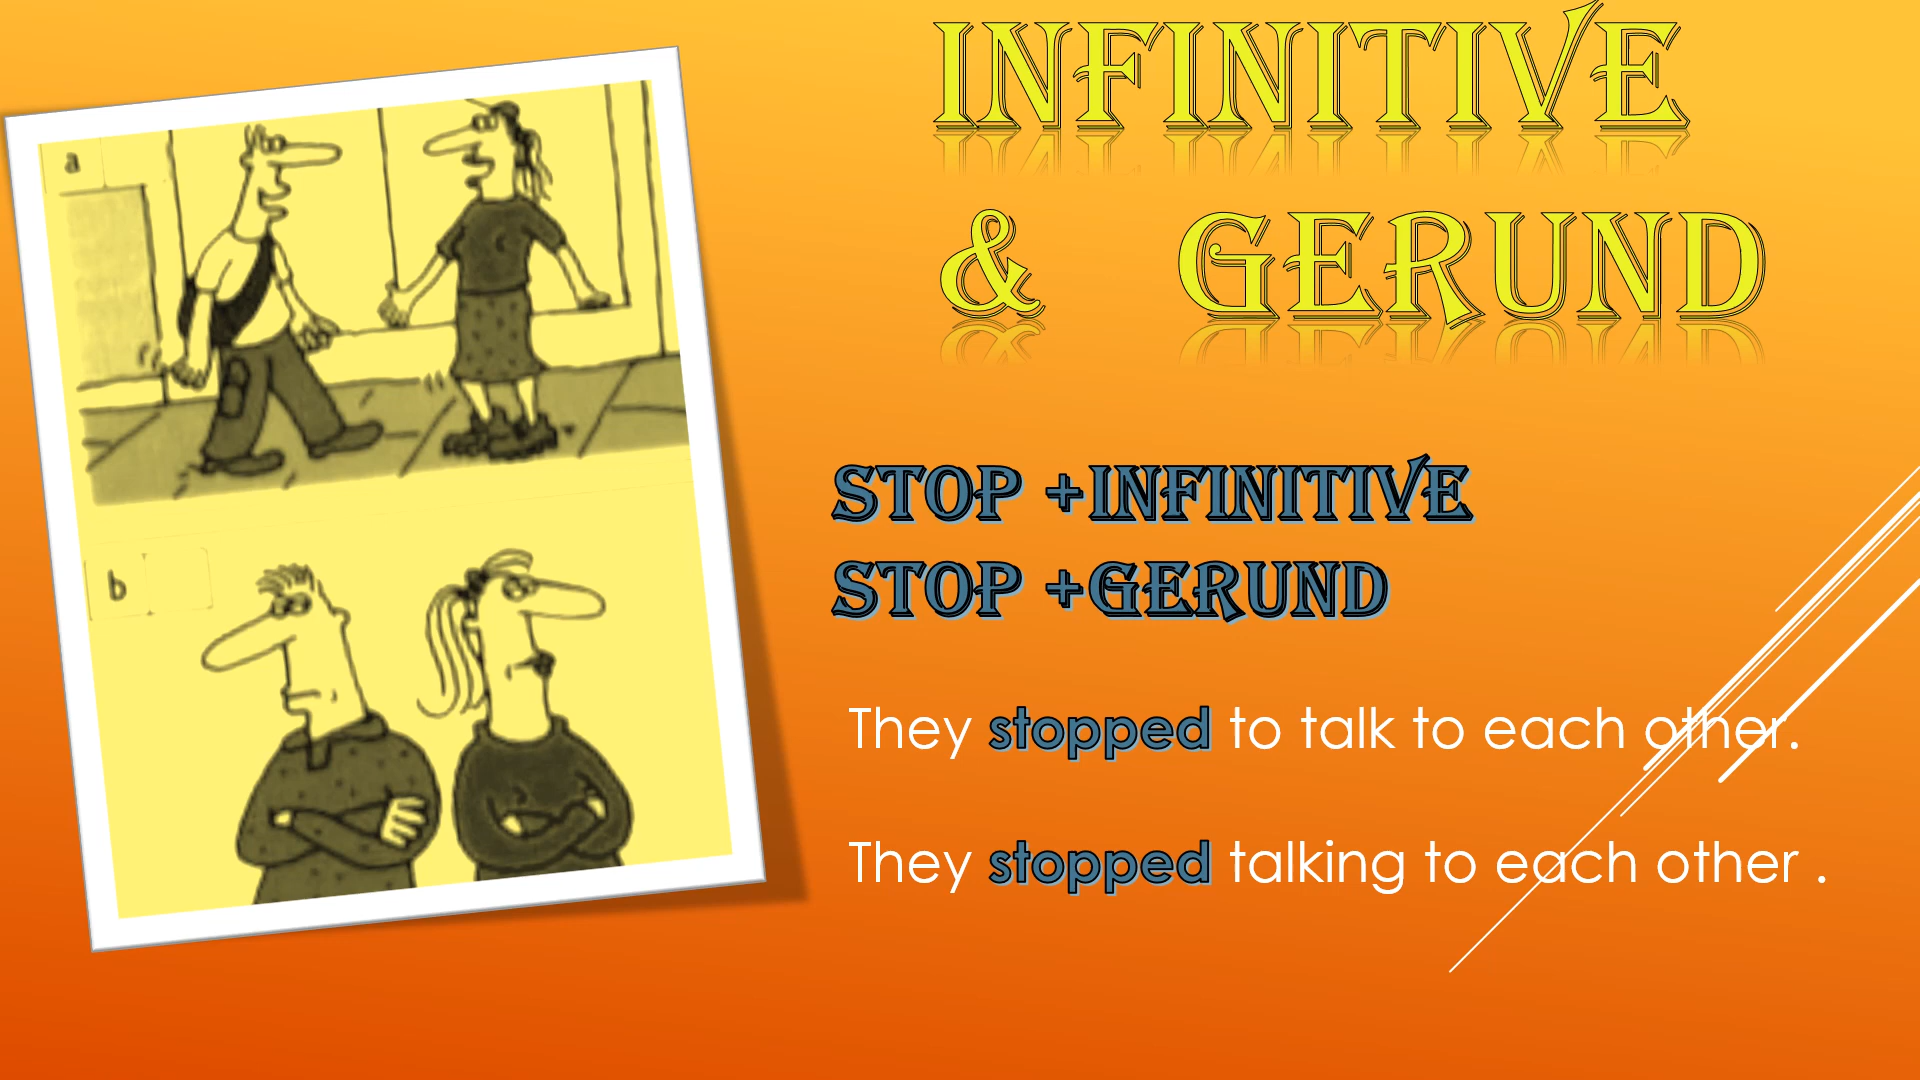 a
b
INFINITIVE
& GERUND
STOP +INFINITIVE
STOP +GERUND
They stopped to talk to each other.
They stopped talking to each other .